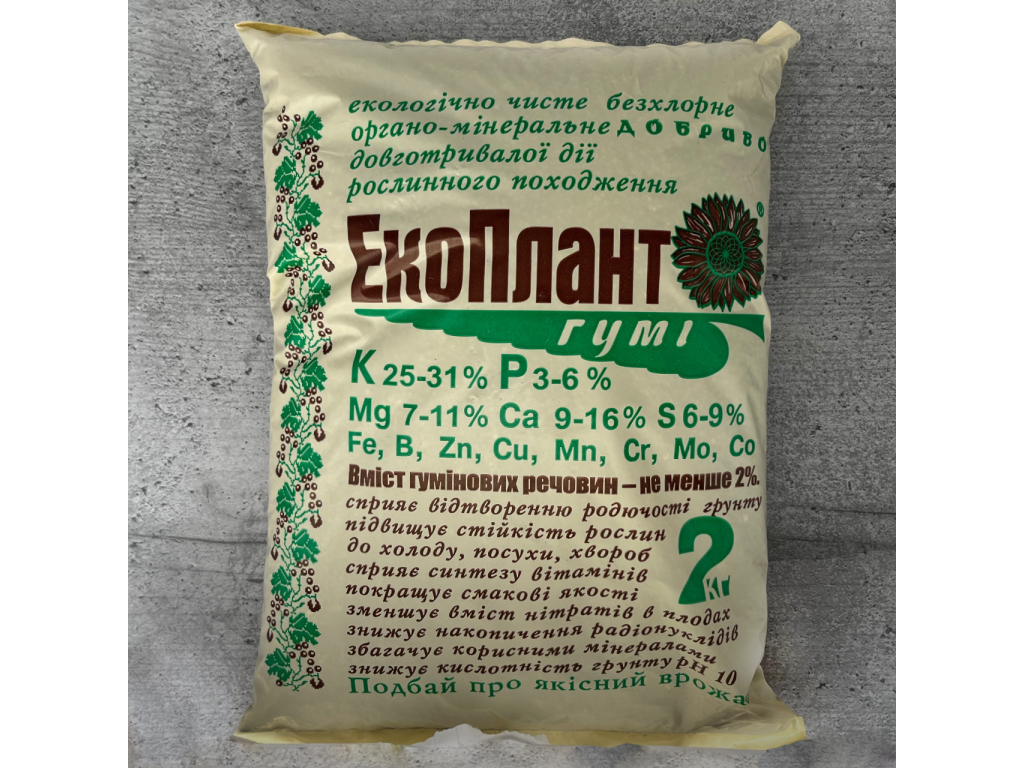 екологічно чисте безхлорне
органо-мінеральне ДОБРИВО
довготривалої дії
рослинного походження
ЕкоПлант ®
гумі
K 25-31% P 3-6 %
Mg 7-11% Ca 9-16% S 6-9%
Fe, B, Zn, Cu, Mn, Cr, Mo, Co
Вміст гумінових речовин – не менше 2%.
сприяє відтворенню родючості грунту
підвищує стійкість рослин
до холоду, посухи, хвороб
сприяє синтезу вітамінів
покращує смакові якості
2 кг
зменшує вміст нітратів в плодах
знижує накопичення радіонуклідів
збагачує корисними мінералами
знижує кислотність грунту pH 10
Подбай про якісний врожа